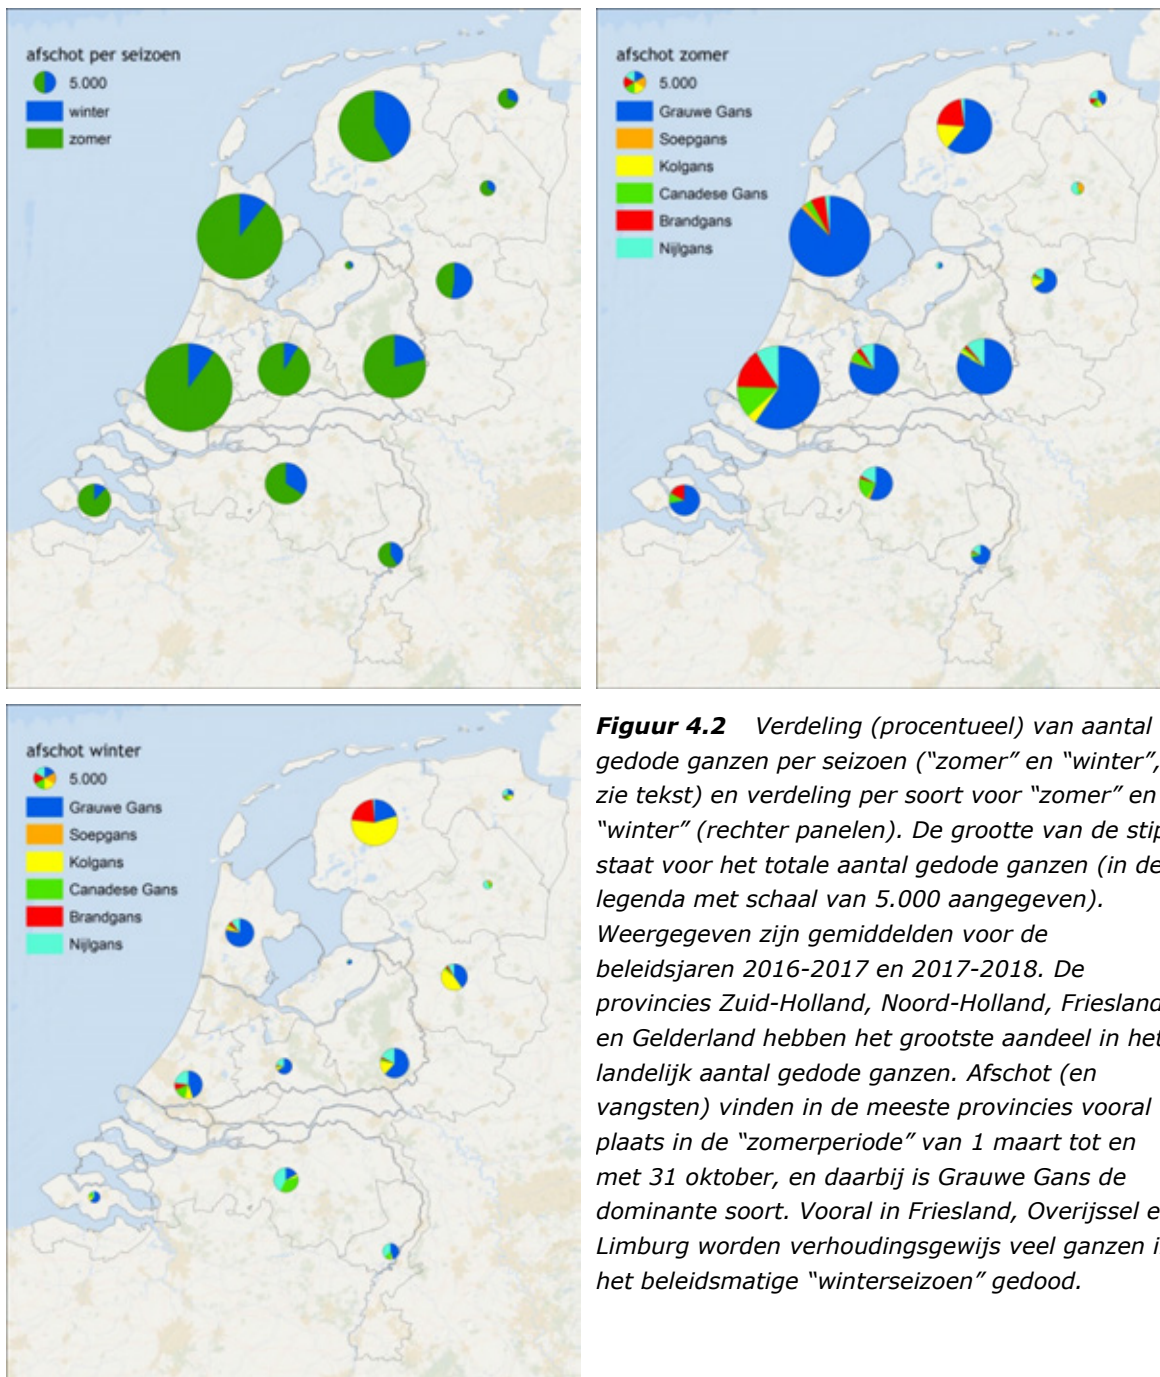 afschot per seizoen
5.000
winter
zomer
afschot zomer
5.000
Grauwe Gans
Soepgans
Kolgans
Canadese Gans
Brandgans
Nijlgans
afschot winter
5.000
Grauwe Gans
Soepgans
Kolgans
Canadese Gans
Brandgans
Nijlgans
Figuur 4.2 Verdeling (procentueel) van aantal
gedode ganzen per seizoen (“zomer” en “winter”,
zie tekst) en verdeling per soort voor “zomer” en
“winter” (rechter panelen). De grootte van de stip
staat voor het totale aantal gedode ganzen (in de
legenda met schaal van 5.000 aangegeven).
Weergegeven zijn gemiddelden voor de
beleidsjaren 2016-2017 en 2017-2018. De
provincies Zuid-Holland, Noord-Holland, Friesland
en Gelderland hebben het grootste aandeel in het
landelijk aantal gedode ganzen. Afschot (en
vangsten) vinden in de meeste provincies vooral
plaats in de “zomerperiode” van 1 maart tot en
met 31 oktober, en daarbij is Grauwe Gans de
dominante soort. Vooral in Friesland, Overijssel e
Limburg worden verhoudingsgewijs veel ganzen i
het beleidsmatige “winterseizoen” gedood.